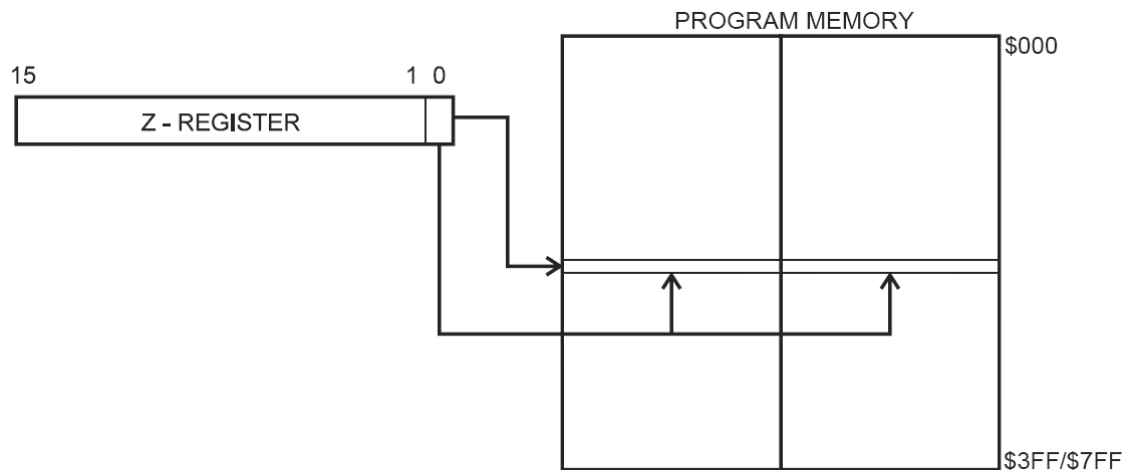 PROGRAM MEMORY
$000
15 1 0
Z - REGISTER
$3FF/$7FF